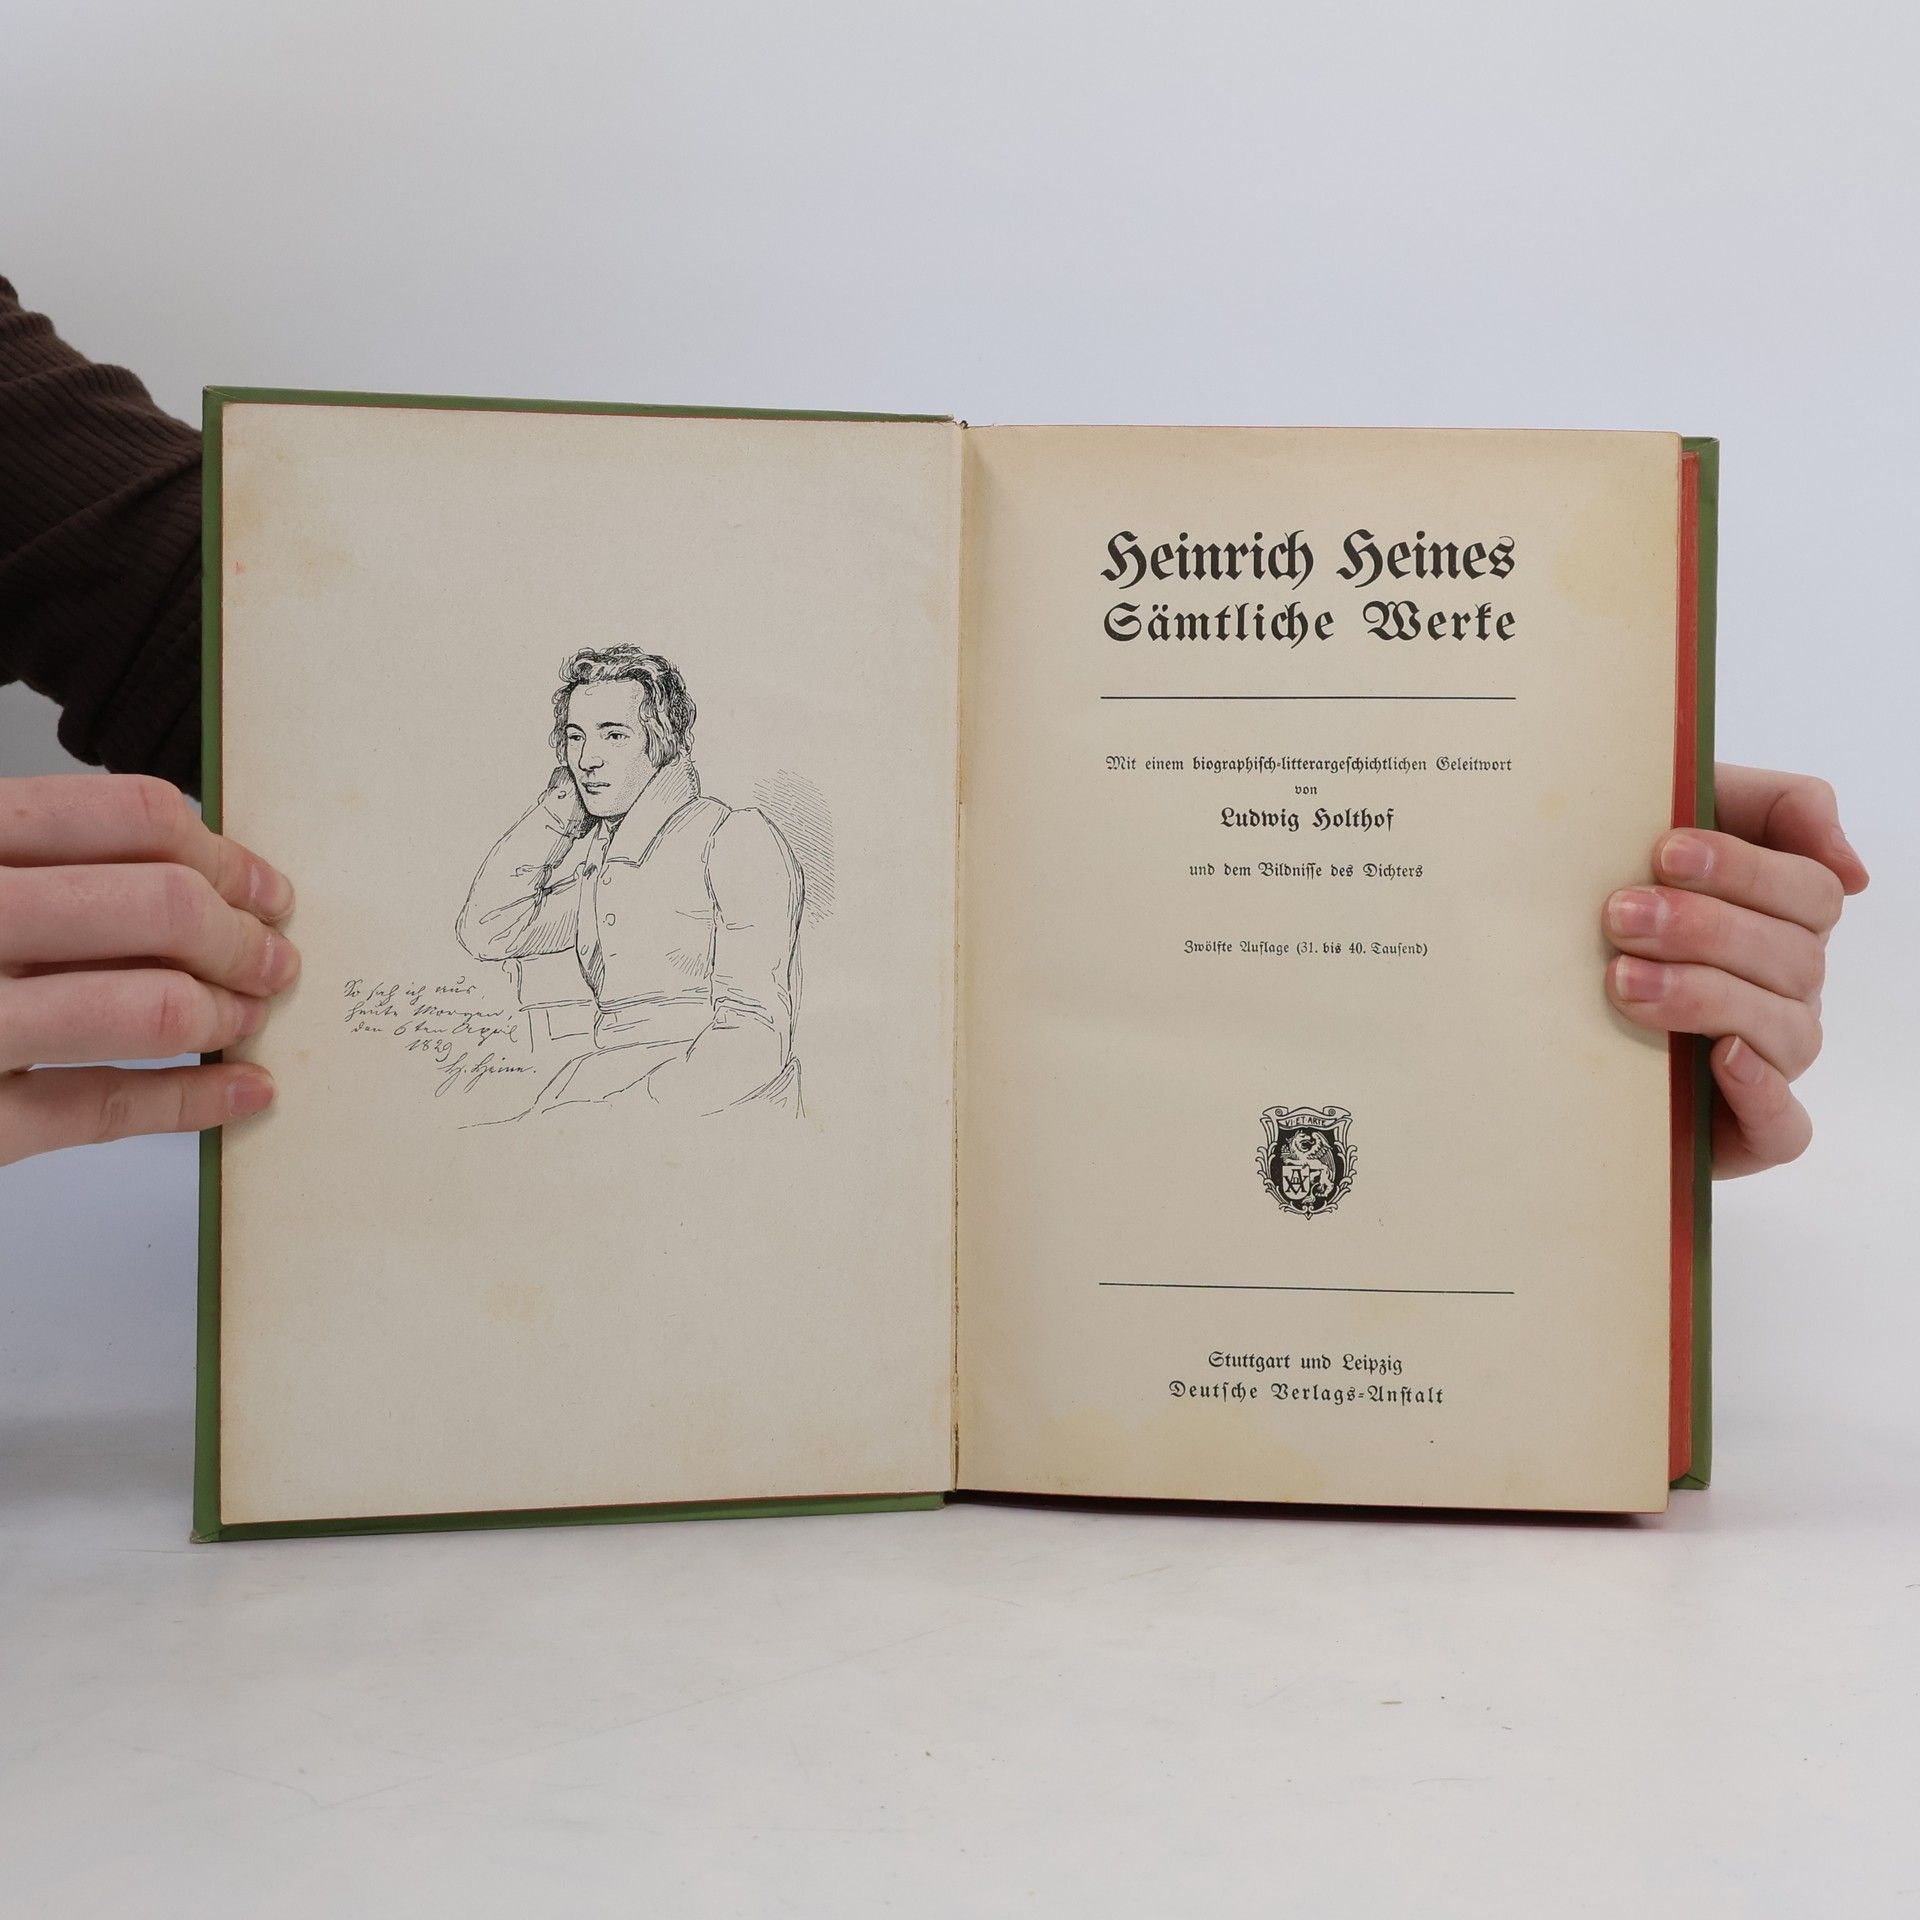 So sah ich aus,
heute Morgen,
den 6ten April
1829
H. Heine.
Heinrich Heines
Sämtliche Werke
Mit einem biographisch-litterargeschichtlichen Geleitwort
von
Ludwig Holthof
und dem Bildnisse des Dichters
Zwölfte Auflage (31. bis 40. Tausend)
VI ET ARTE
DVA
Stuttgart und Leipzig
Deutsche Verlags-Anstalt